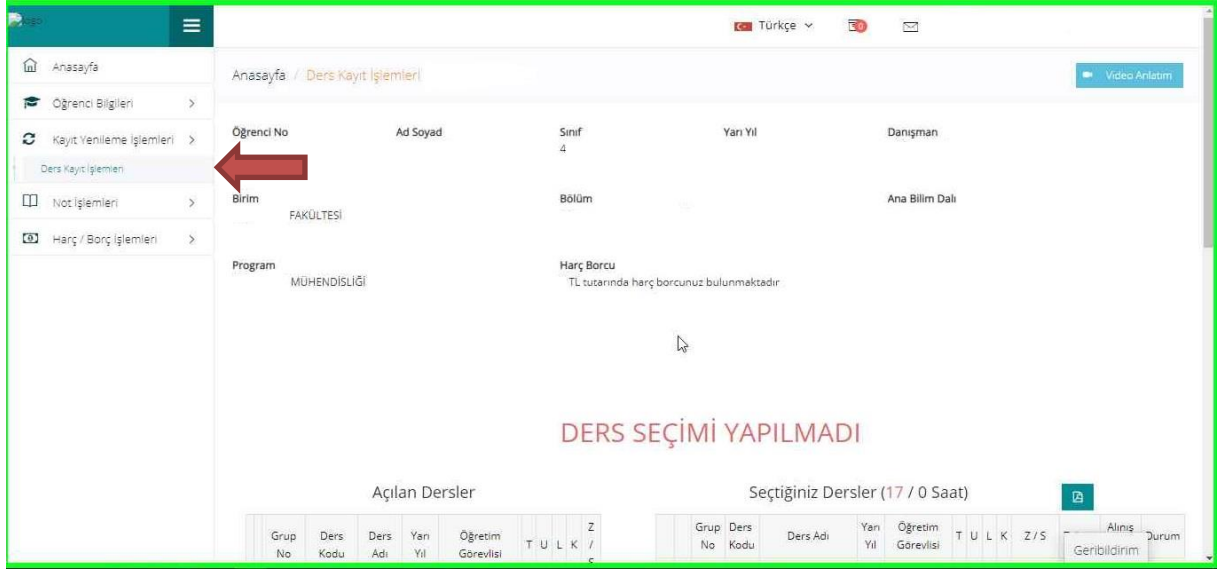 logo
Türkçe
0
Anasayfa
Öğrenci Bilgileri
Kayıt Yenileme İşlemleri
Ders Kayıt İşlemleri
Not İşlemleri
Harç / Borç İşlemleri
Anasayfa / Ders Kayıt İşlemleri
Video Anlatım
Öğrenci No Ad Soyad Sınıf Yarı Yıl Danışman
4
Birim Bölüm Ana Bilim Dalı
FAKÜLTESİ
Program Harç Borcu
MÜHENDİSLİĞİ TL tutarında harç borcunuz bulunmaktadır
DERS SEÇİMİ YAPILMADI
Açılan Dersler
Grup No Ders Kodu Ders Adı Yarı Yıl Öğretim Görevlisi T U L K Z / S
Seçtiğiniz Dersler (17 / 0 Saat)
Grup No Ders Kodu Ders Adı Yarı Yıl Öğretim Görevlisi T U L K Z / S Alınış Durum
Geribildirim